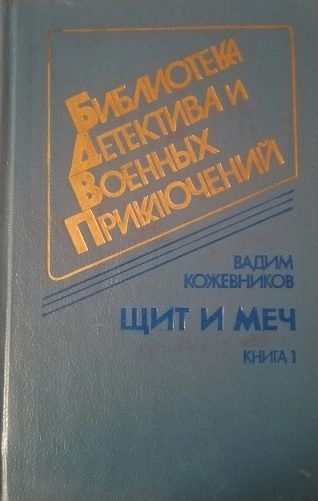 Библиотека
Детектива и
Военных
Приключений
ВАДИМ
КОЖЕВНИКОВ
ЩИТ И МЕЧ
КНИГА 1